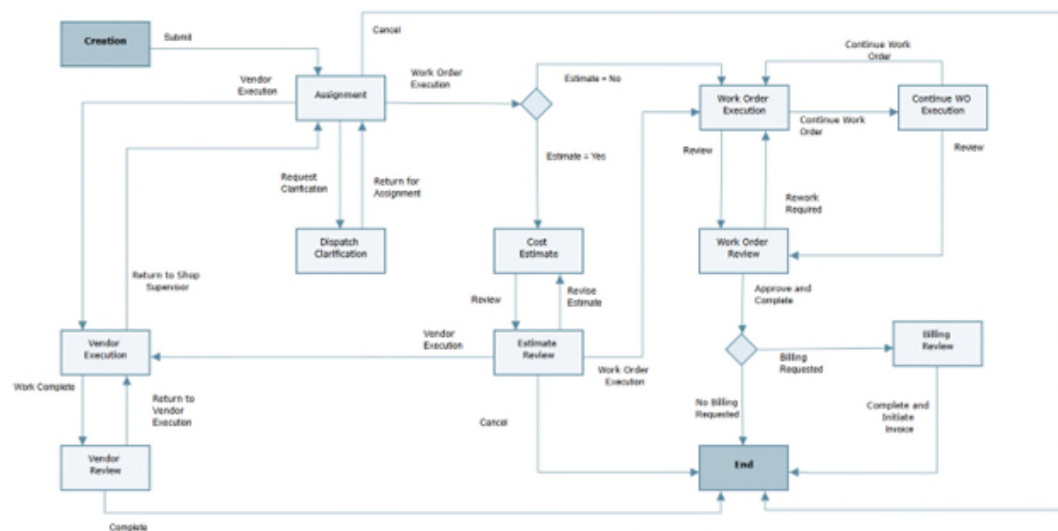 Creation
Submit
Cancel
Vendor
Execution
Assignment
Work Order
Execution
Estimate = No
Work Order
Execution
Continue Work
Order
Continue Work
Order
Continue WO
Execution
Review
Review
Estimate = Yes
Request
Clarification
Return for
Assignment
Rework
Required
Dispatch
Clarification
Cost
Estimate
Work Order
Review
Return to Shop
Supervisor
Review
Revise
Estimate
Approve and
Complete
Vendor
Execution
Vendor
Execution
Estimate
Review
Work Order
Execution
Billing
Requested
Billing
Review
Work Complete
Return to
Vendor
Execution
Cancel
No Billing
Requested
Complete and
Initiate
Invoice
Vendor
Review
End
Complete